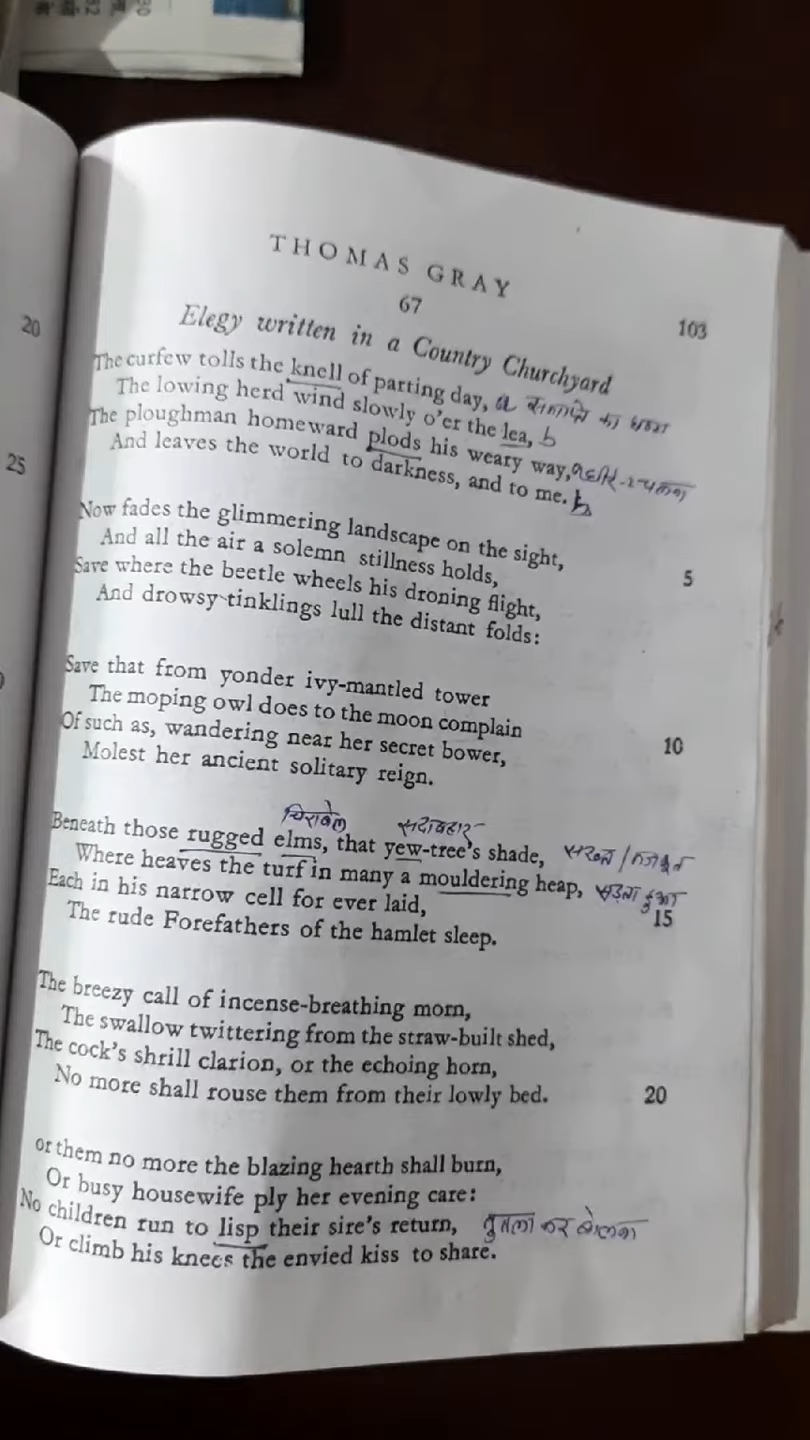 THOMAS GRAY
67
103
Elegy written in a Country Churchyard
The curfew tolls the knell of parting day, a
The lowing herd wind slowly o'er the lea, b
The ploughman homeward plods his weary way, a
And leaves the world to darkness, and to me. b
Now fades the glimmering landscape on the sight,
And all the air a solemn stillness holds, 5
Save where the beetle wheels his droning flight,
And drowsy tinklings lull the distant folds:
Save that from yonder ivy-mantled tower
The moping owl does to the moon complain
Of such as, wandering near her secret bower, 10
Molest her ancient solitary reign.
चिराबेल सदाबहार
Beneath those rugged elms, that yew-tree's shade, सख्त / मजबूत
Where heaves the turf in many a mouldering heap, सड़ता हुआ
Each in his narrow cell for ever laid, 15
The rude Forefathers of the hamlet sleep.
The breezy call of incense-breathing morn,
The swallow twittering from the straw-built shed,
The cock's shrill clarion, or the echoing horn,
No more shall rouse them from their lowly bed. 20
or them no more the blazing hearth shall burn,
Or busy housewife ply her evening care:
No children run to lisp their sire's return, तुतला कर बोलना
Or climb his knees the envied kiss to share.
20
25